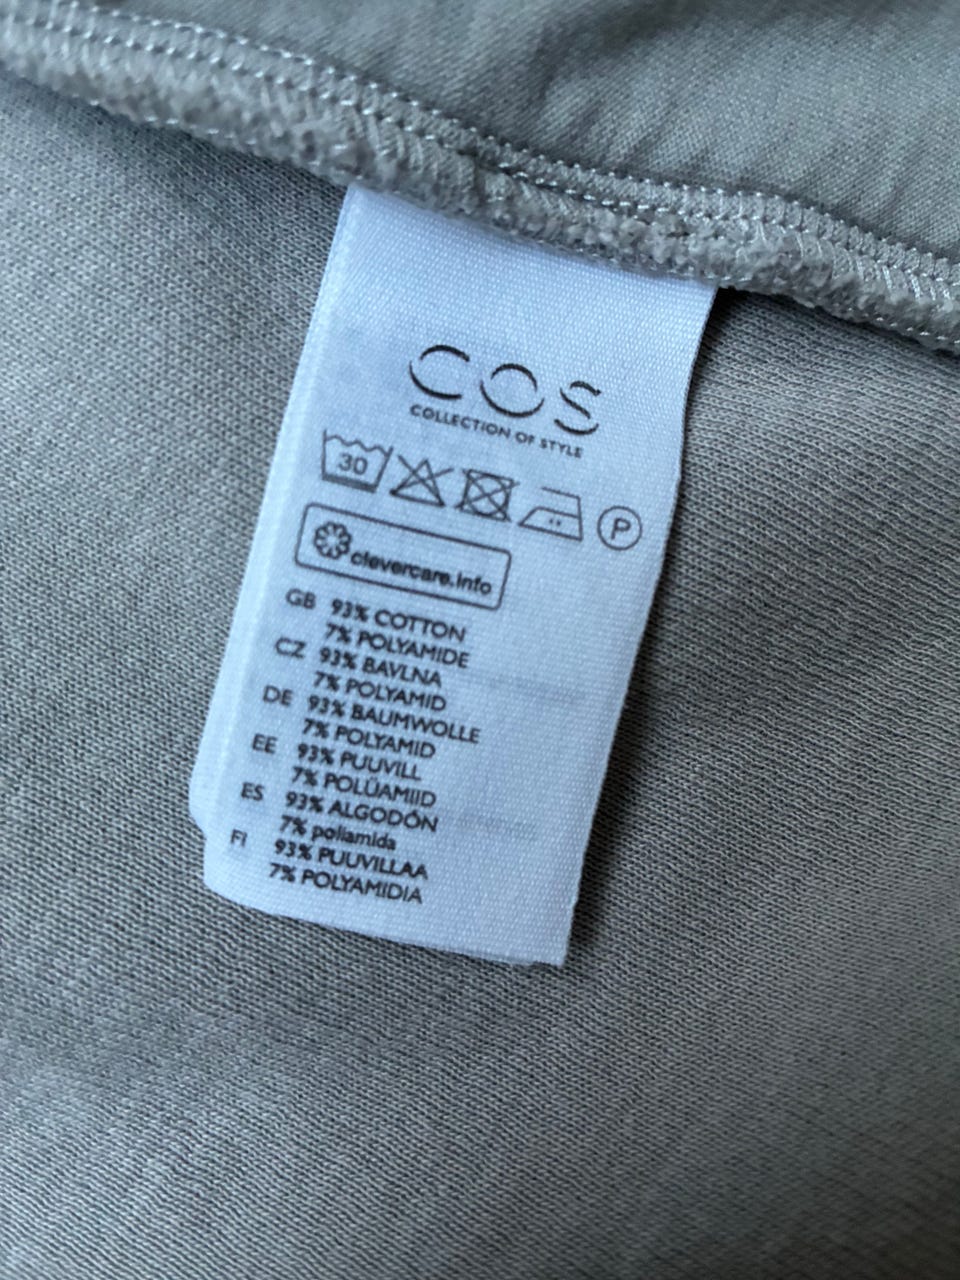 COS
COLLECTION OF STYLE
30
P
clevercare.info
GB 93% COTTON
7% POLYAMIDE
CZ 93% BAVLNA
7% POLYAMID
DE 93% BAUMWOLLE
7% POLYAMID
EE 93% PUUVILL
7% POLÜAMIID
ES 93% ALGODÓN
7% poliamida
FI 93% PUUVILLAA
7% POLYAMIDIA